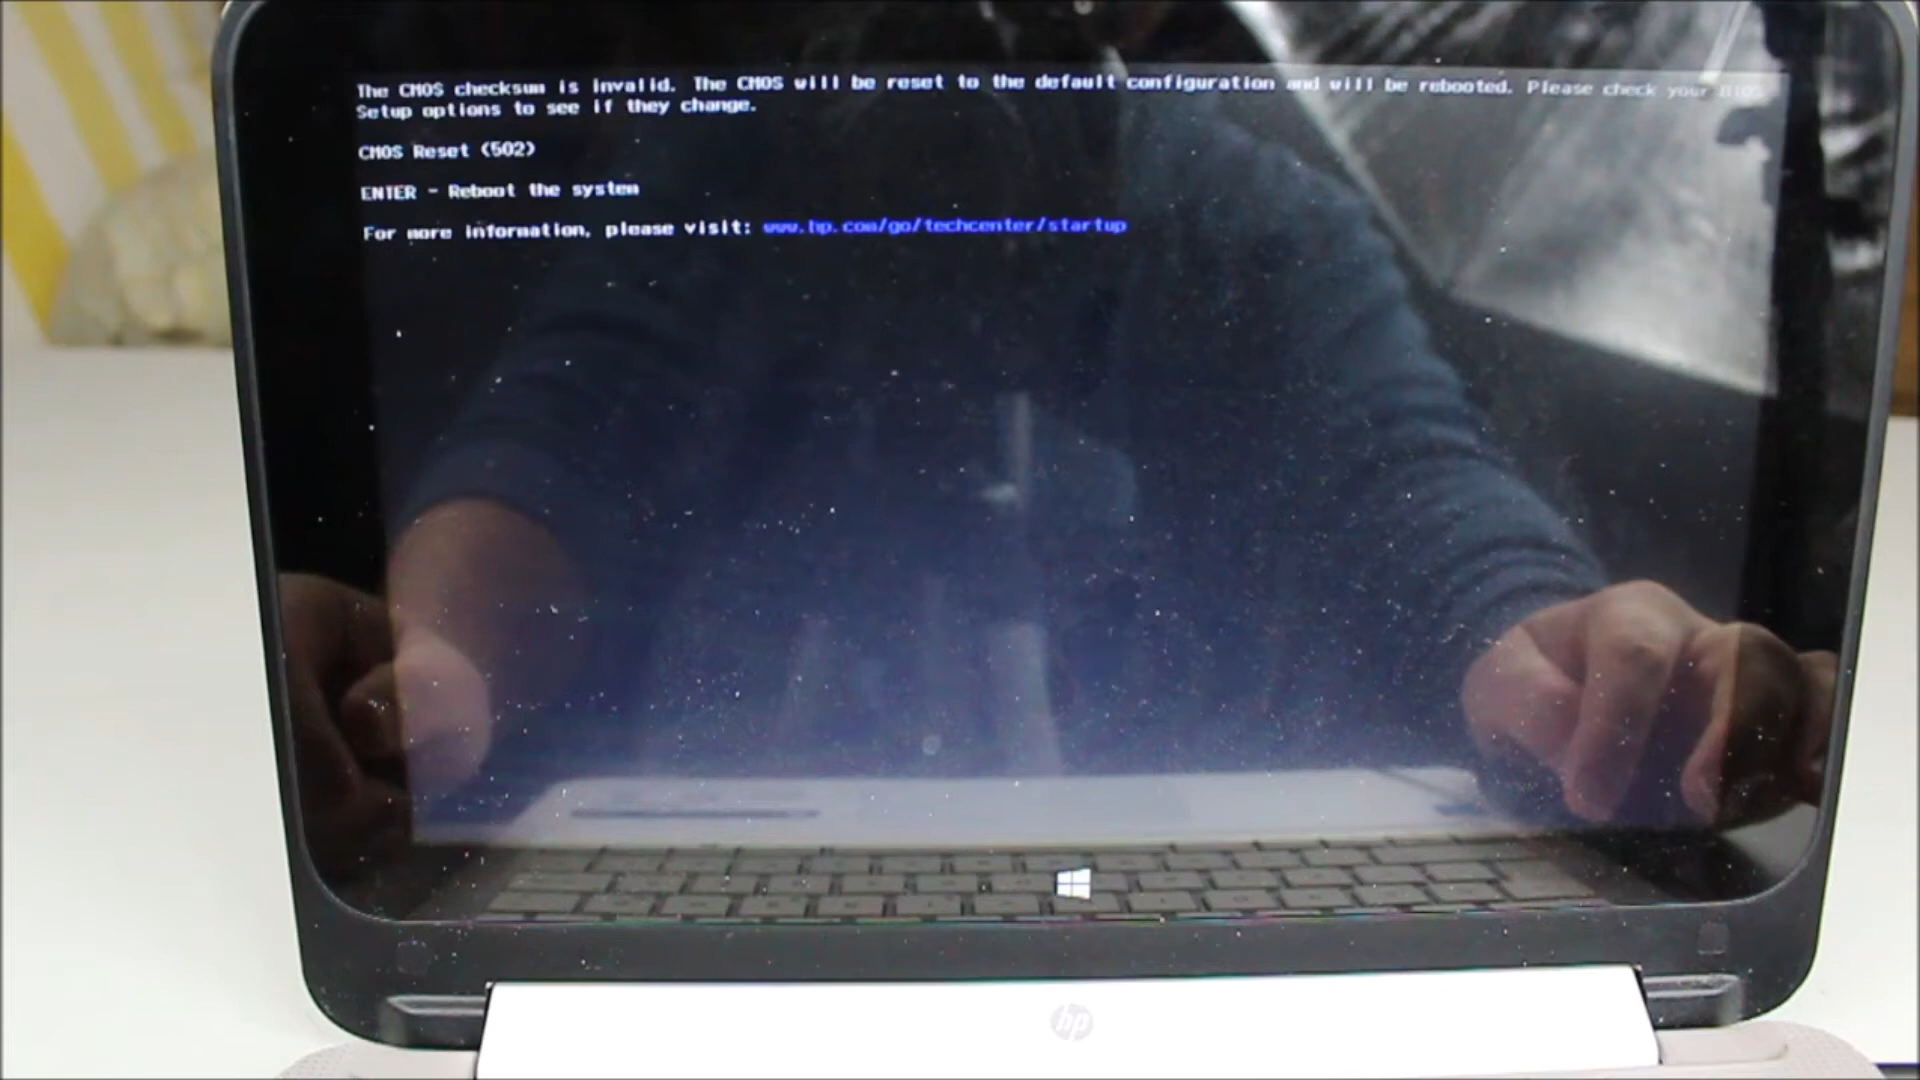 The CMOS checksum is invalid. The CMOS will be reset to the default configuration and will be rebooted. Please check your BIOS
Setup options to see if they change.
CMOS Reset (502)
ENTER - Reboot the system
For more information, please visit: www.hp.com/go/techcenter/startup
hp